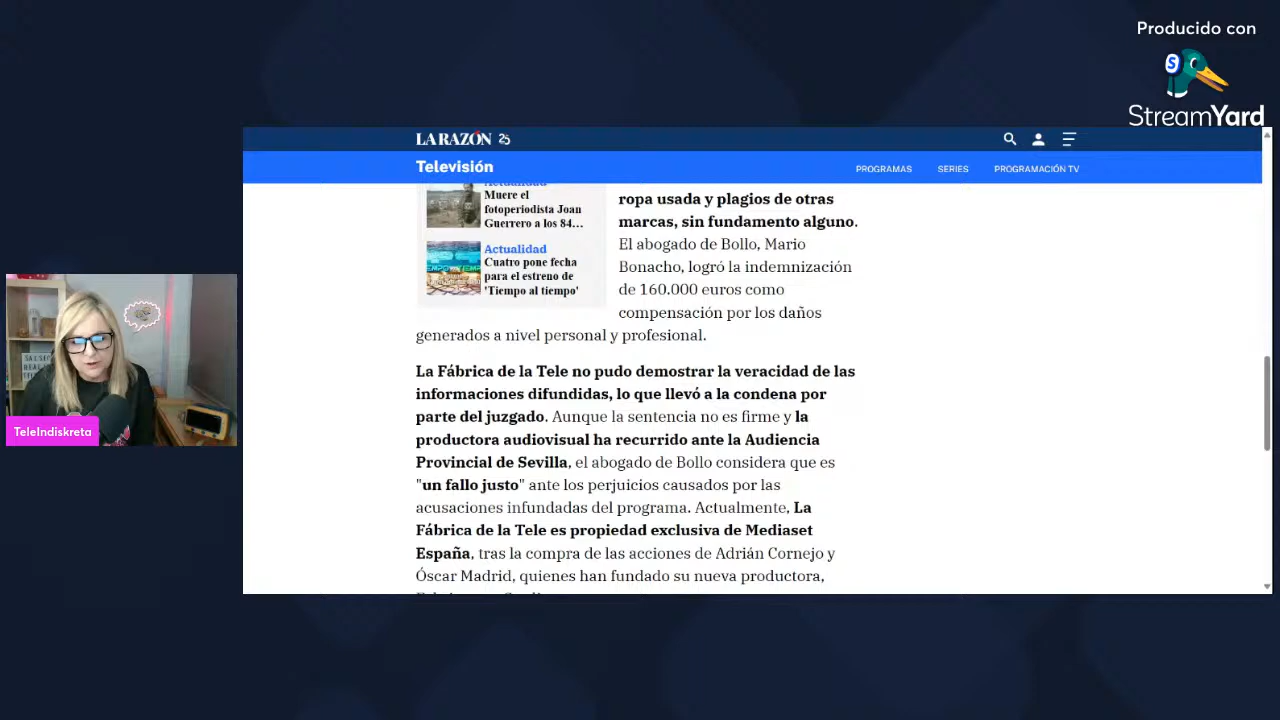 Producido con
StreamYard
LA RAZÓN 25
Televisión
PROGRAMAS SERIES PROGRAMACIÓN TV
Actualidad
Muere el
fotoperiodista Joan
Guerrero a los 84...
Actualidad
Cuatro pone fecha
para el estreno de
'Tiempo al tiempo'
ropa usada y plagios de otras
marcas, sin fundamento alguno.
El abogado de Bollo, Mario
Bonacho, logró la indemnización
de 160.000 euros como
compensación por los daños
generados a nivel personal y profesional.
La Fábrica de la Tele no pudo demostrar la veracidad de las
informaciones difundidas, lo que llevó a la condena por
parte del juzgado. Aunque la sentencia no es firme y la
productora audiovisual ha recurrido ante la Audiencia
Provincial de Sevilla, el abogado de Bollo considera que es
"un fallo justo" ante los perjuicios causados por las
acusaciones infundadas del programa. Actualmente, La
Fábrica de la Tele es propiedad exclusiva de Mediaset
España, tras la compra de las acciones de Adrián Cornejo y
Óscar Madrid, quienes han fundado su nueva productora,
TeleIndiskreta